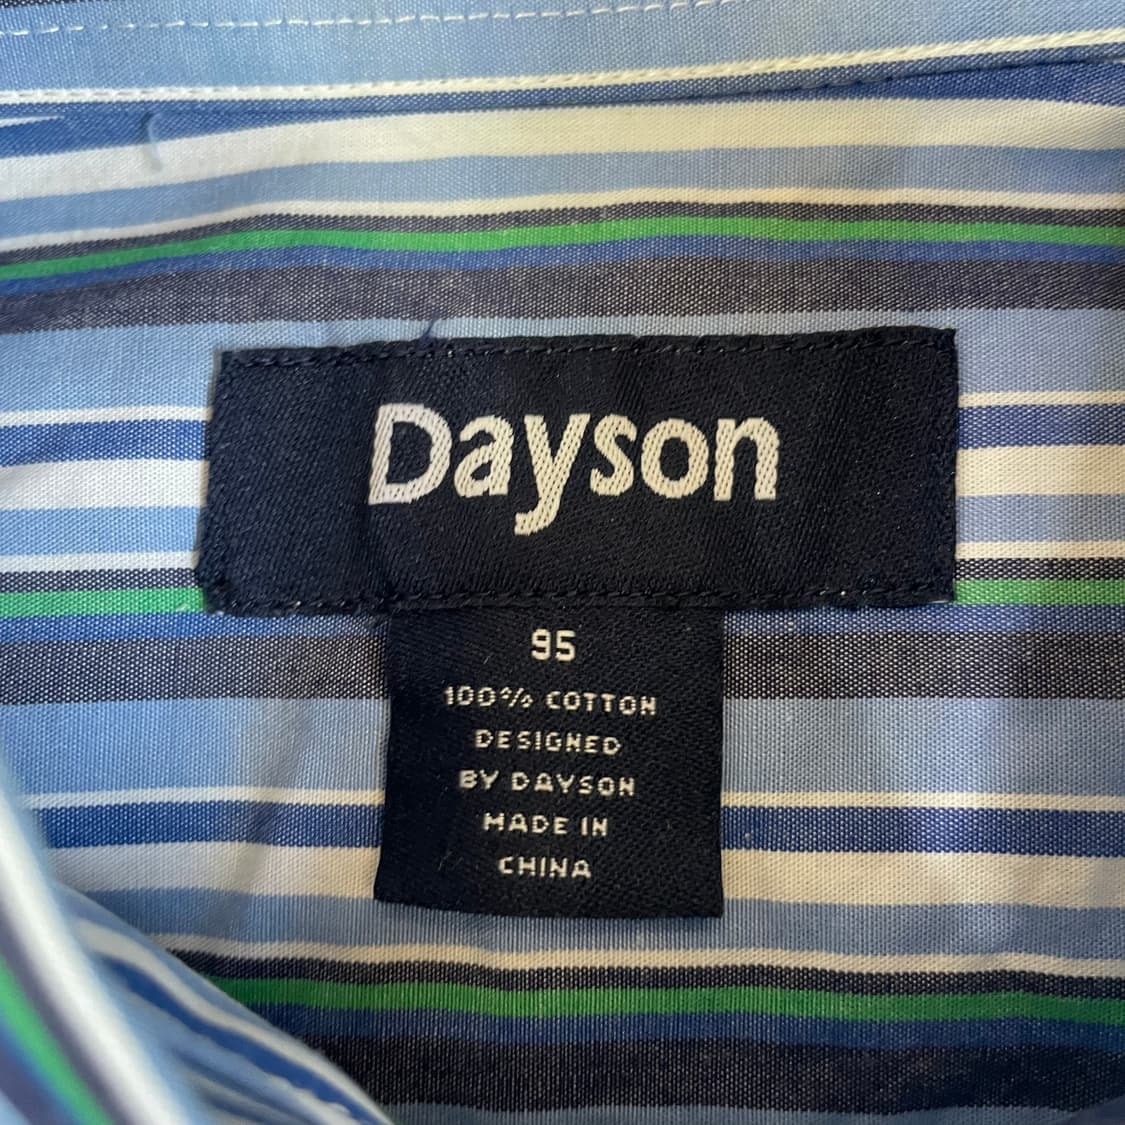 Dayson
95
100% COTTON
DESIGNED
BY DAYSON
MADE IN
CHINA